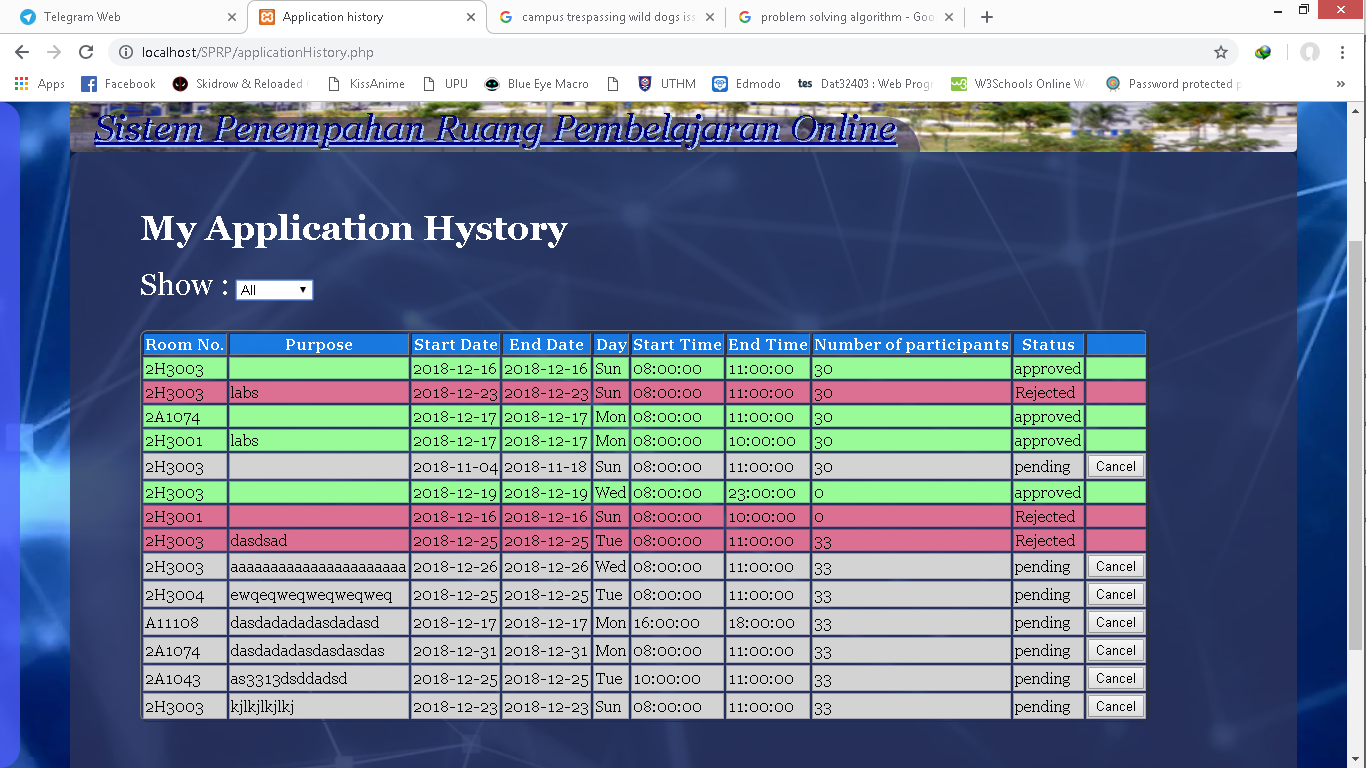 Telegram Web
Application history
campus trespassing wild dogs iss
problem solving algorithm - Goo
localhost/SPRP/applicationHistory.php
Apps Facebook Skidrow & Reloaded KissAnime UPU Blue Eye Macro UTHM Edmodo tes Dat32403 : Web Progr W3Schools Online We Password protected p
Sistem Penempahan Ruang Pembelajaran Online
My Application Hystory
Show : All
Room No. Purpose Start Date End Date Day Start Time End Time Number of participants Status
2H3003 2018-12-16 2018-12-16 Sun 08:00:00 11:00:00 30 approved
2H3003 labs 2018-12-23 2018-12-23 Sun 08:00:00 11:00:00 30 Rejected
2A1074 2018-12-17 2018-12-17 Mon 08:00:00 11:00:00 30 approved
2H3001 labs 2018-12-17 2018-12-17 Mon 08:00:00 10:00:00 30 approved
2H3003 2018-11-04 2018-11-18 Sun 08:00:00 11:00:00 30 pending Cancel
2H3003 2018-12-19 2018-12-19 Wed 08:00:00 23:00:00 0 approved
2H3001 2018-12-16 2018-12-16 Sun 08:00:00 10:00:00 0 Rejected
2H3003 dasdsad 2018-12-25 2018-12-25 Tue 08:00:00 11:00:00 33 Rejected
2H3003 aaaaaaaaaaaaaaaaaaaaaa 2018-12-26 2018-12-26 Wed 08:00:00 11:00:00 33 pending Cancel
2H3004 ewqeqweqweqweqweq 2018-12-25 2018-12-25 Tue 08:00:00 11:00:00 33 pending Cancel
A11108 dasdadadadasdadasd 2018-12-17 2018-12-17 Mon 16:00:00 18:00:00 33 pending Cancel
2A1074 dasdadadasdasdasdas 2018-12-31 2018-12-31 Mon 08:00:00 11:00:00 33 pending Cancel
2A1043 as3313dsddadsd 2018-12-25 2018-12-25 Tue 10:00:00 11:00:00 33 pending Cancel
2H3003 kjlkjlkjlkj 2018-12-23 2018-12-23 Sun 08:00:00 11:00:00 33 pending Cancel